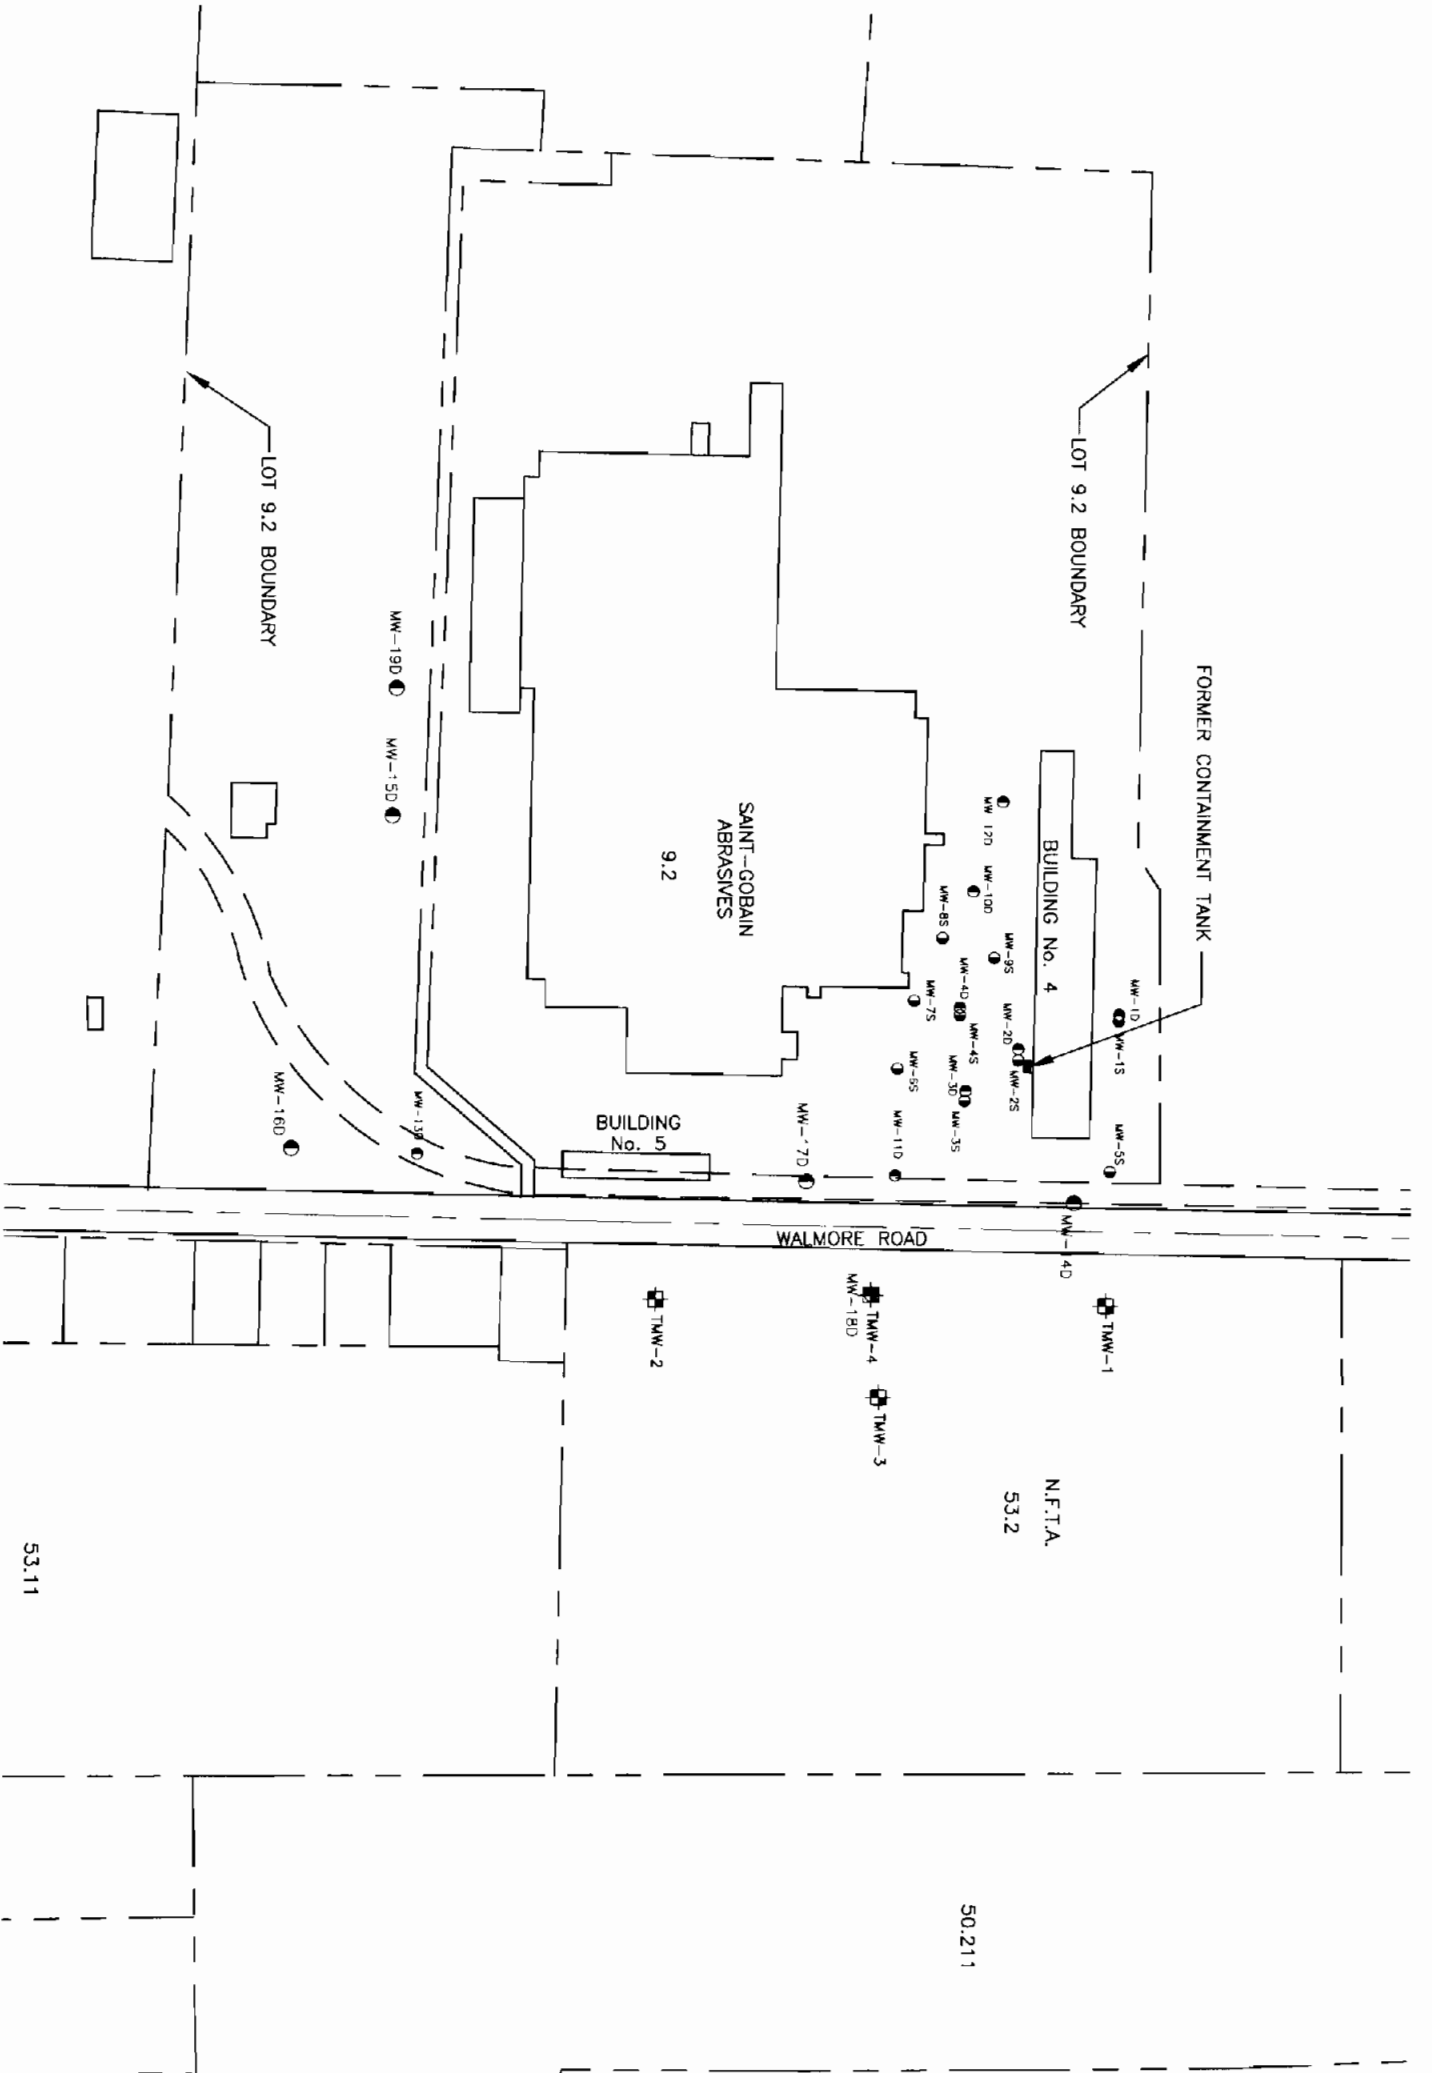 FORMER CONTAINMENT TANK
LOT 9.2 BOUNDARY
LOT 9.2 BOUNDARY
BUILDING No. 4
MW-1D
MW-1S
MW-5S
MW 12D
MW-10D
MW-9S
MW-8S
MW-4D
MW-4S
MW-2D
MW-2S
MW-7S
MW-3D
MW-3S
MW-6S
MW-11D
SAINT-GOBAIN
ABRASIVES
9.2
MW-19D
MW-15D
BUILDING
No. 5
MW-17D
MW-13D
MW-16D
MW-14D
WALMORE ROAD
TMW-1
TMW-4
MW-18D
TMW-2
TMW-3
N.F.T.A.
53.2
53.11
50.211